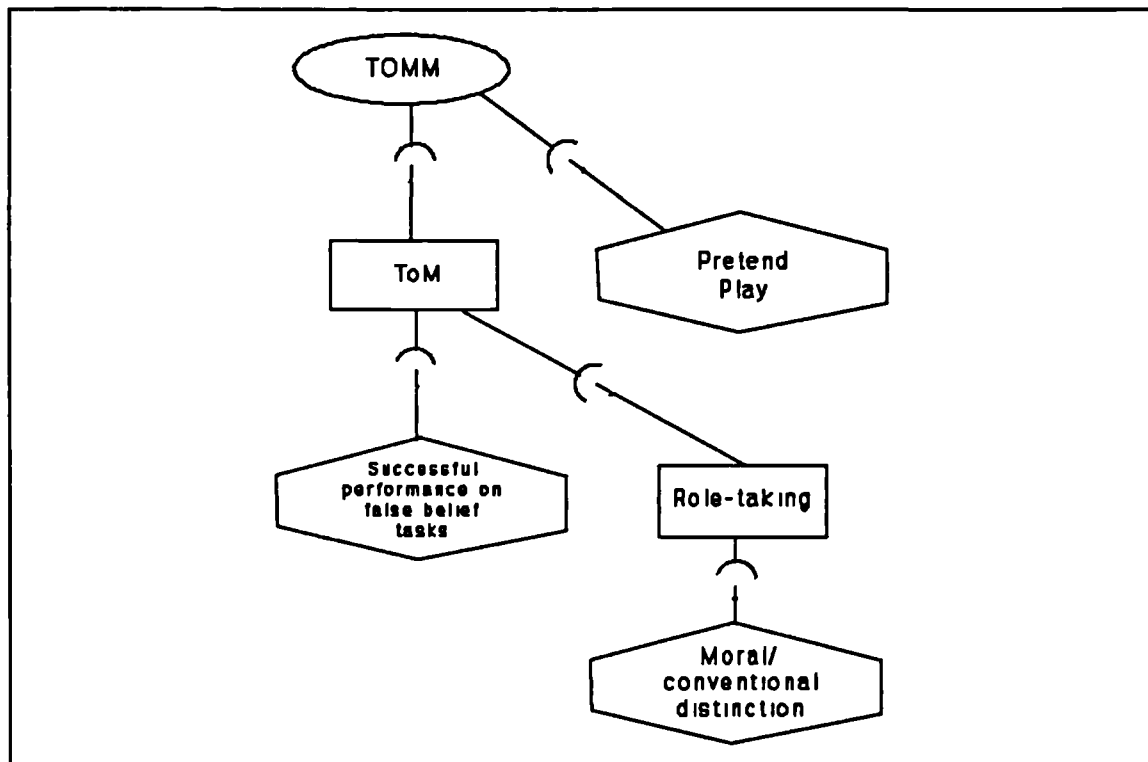 TOMM
ToM
Pretend
Play
Successful
performance on
false belief
tasks
Role-taking
Moral/
conventional
distinction